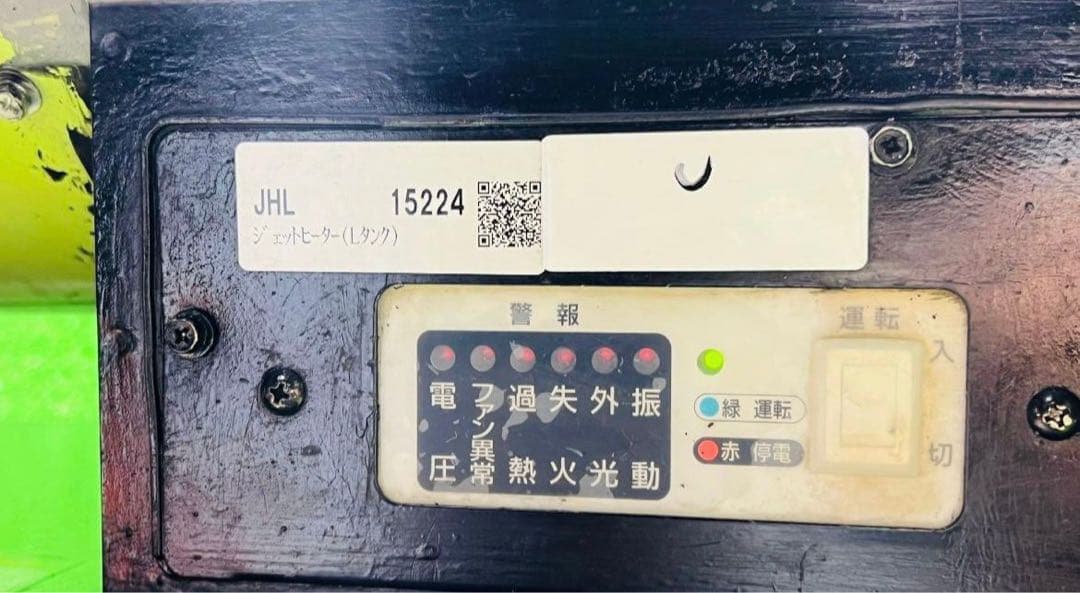 JHL 15224
ジェットヒーター(Lタンク)
警報
運転
電圧
ファン異常
過熱
失火
外光
振動
入
緑 運転
赤 停電
切